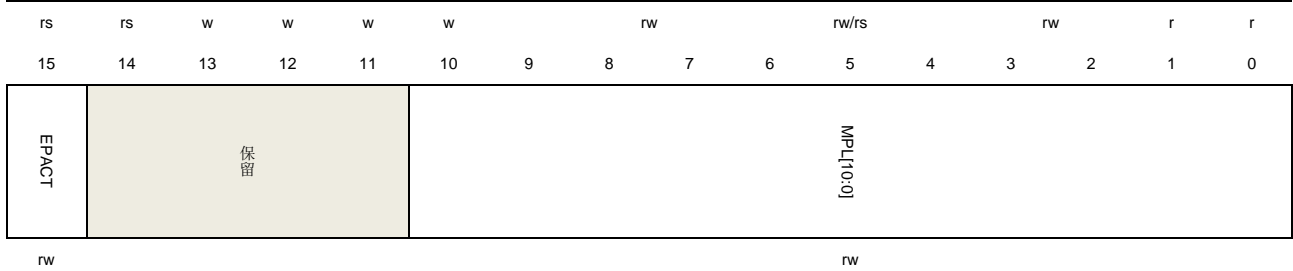 rs rs w w w w rw rw/rs rw r r
15 14 13 12 11 10 9 8 7 6 5 4 3 2 1 0
EPACT 保留 MPL[10:0]
rw rw